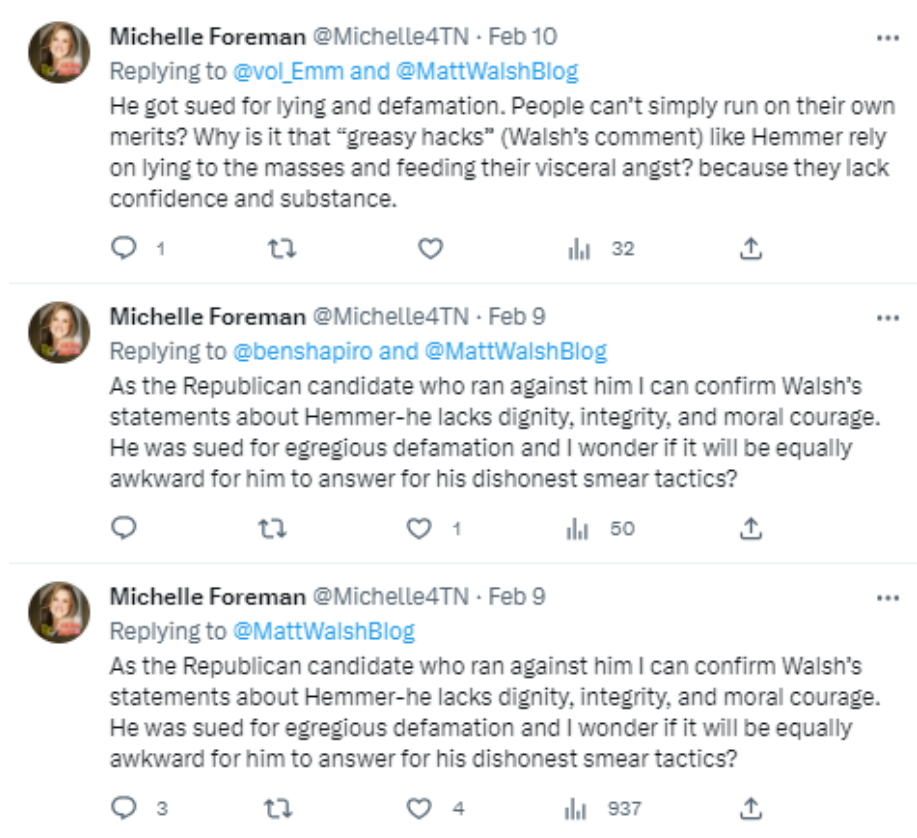 Michelle Foreman @Michelle4TN · Feb 10
Replying to @vol_Emm and @MattWalshBlog
He got sued for lying and defamation. People can’t simply run on their own
merits? Why is it that “greasy hacks” (Walsh’s comment) like Hemmer rely
on lying to the masses and feeding their visceral angst? because they lack
confidence and substance.
1 32
Michelle Foreman @Michelle4TN · Feb 9
Replying to @benshapiro and @MattWalshBlog
As the Republican candidate who ran against him I can confirm Walsh’s
statements about Hemmer-he lacks dignity, integrity, and moral courage.
He was sued for egregious defamation and I wonder if it will be equally
awkward for him to answer for his dishonest smear tactics?
1 50
Michelle Foreman @Michelle4TN · Feb 9
Replying to @MattWalshBlog
As the Republican candidate who ran against him I can confirm Walsh’s
statements about Hemmer-he lacks dignity, integrity, and moral courage.
He was sued for egregious defamation and I wonder if it will be equally
awkward for him to answer for his dishonest smear tactics?
3 4 937